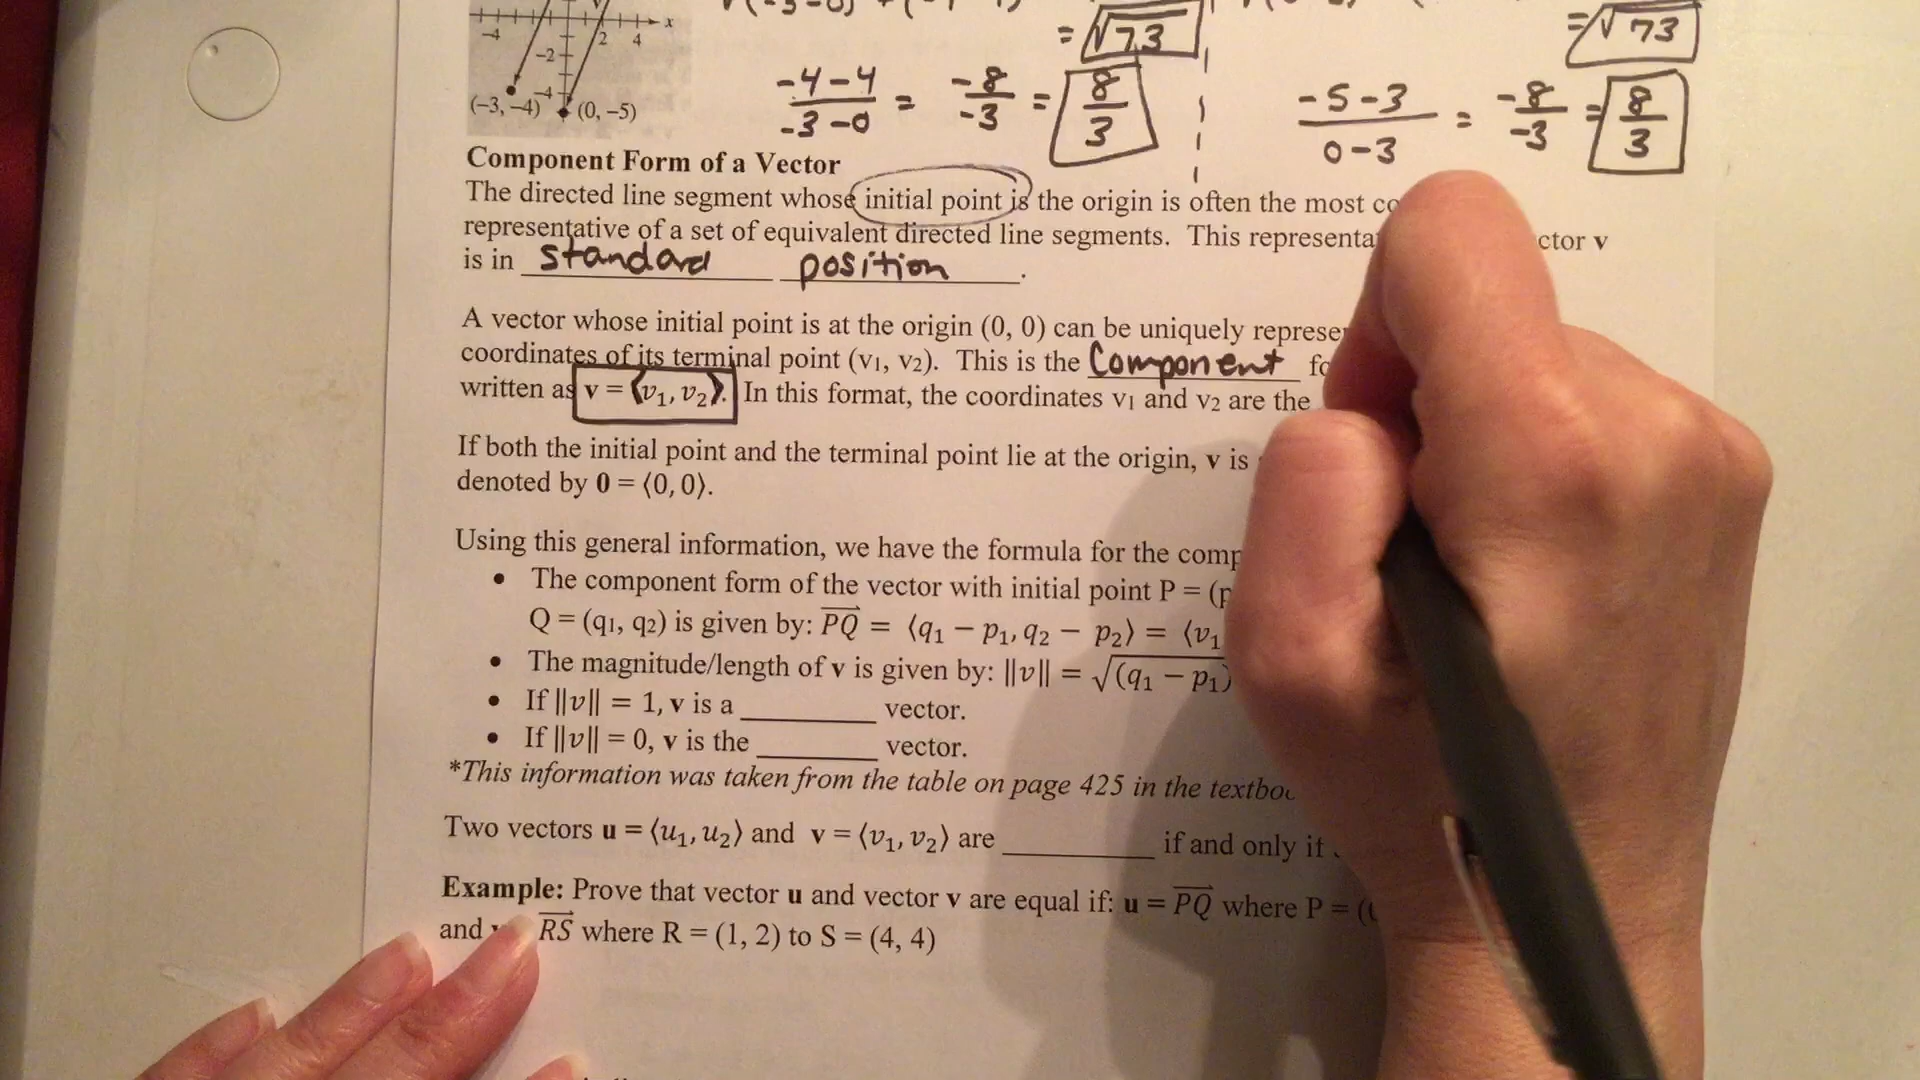 -4 2 4 x
-2
-4
(−3, −4) (0, −5)
= √73
-4-4 / -3-0 = -8/-3 = 8/3
= √73
-5-3 / 0-3 = -8/-3 = 8/3
Component Form of a Vector
The directed line segment whose initial point is the origin is often the most
representative of a set of equivalent directed line segments. This vector v
is in standard position.
A vector whose initial point is at the origin (0, 0) can be uniquely
coordinates of its terminal point (v1, v2). This is the Component
written as v = ⟨v₁, v₂⟩. In this format, the coordinates v1 and v2 are the
If both the initial point and the terminal point lie at the origin, v is
denoted by 0 = ⟨0, 0⟩.
Using this general information, we have the formula for the
• The component form of the vector with initial point P = (
Q = (q1, q2) is given by: PQ⃗ = ⟨q₁ − p₁, q₂ − p₂⟩ = ⟨v₁
• The magnitude/length of v is given by: ||v|| = √(q₁ − p₁)
• If ||v|| = 1, v is a ________ vector.
• If ||v|| = 0, v is the ________ vector.
*This information was taken from the table on page 425 in the
Two vectors u = ⟨u₁, u₂⟩ and v = ⟨v₁, v₂⟩ are __________ if and only if
Example: Prove that vector u and vector v are equal if: u = PQ⃗ where P = (
and RS⃗ where R = (1, 2) to S = (4, 4)